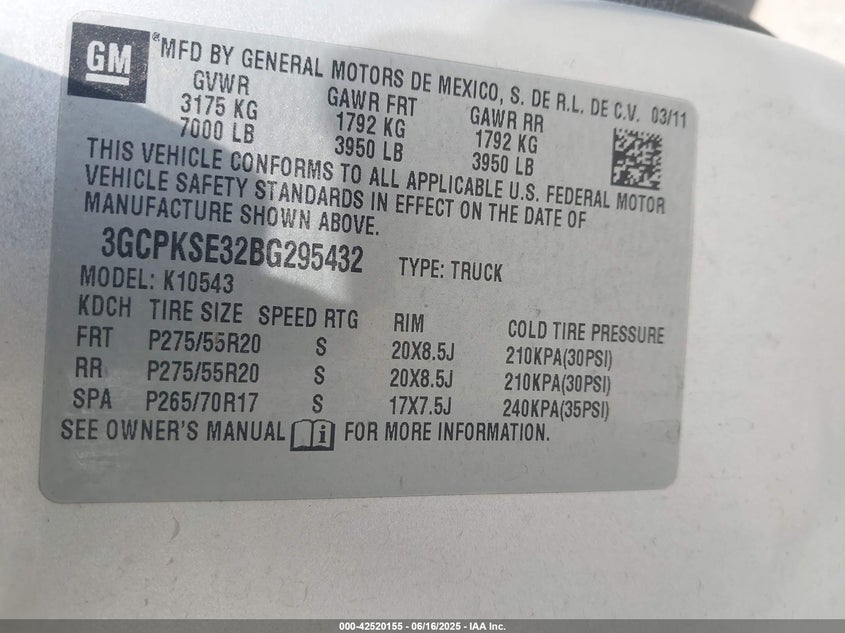 GM
®MFD BY GENERAL MOTORS DE MEXICO, S. DE R.L. DE C.V. 03/11
GVWR GAWR FRT GAWR RR
3175 KG 1792 KG 1792 KG
7000 LB 3950 LB 3950 LB
THIS VEHICLE CONFORMS TO ALL APPLICABLE U.S. FEDERAL MOTOR
VEHICLE SAFETY STANDARDS IN EFFECT ON THE DATE OF
MANUFACTURE SHOWN ABOVE.
3GCPKSE32BG295432 TYPE: TRUCK
MODEL: K10543
KDCH TIRE SIZE SPEED RTG RIM COLD TIRE PRESSURE
FRT P275/55R20 S 20X8.5J 210KPA(30PSI)
RR P275/55R20 S 20X8.5J 210KPA(30PSI)
SPA P265/70R17 S 17X7.5J 240KPA(35PSI)
SEE OWNER'S MANUAL FOR MORE INFORMATION.
000-42520155 - 06/16/2025 - IAA Inc.